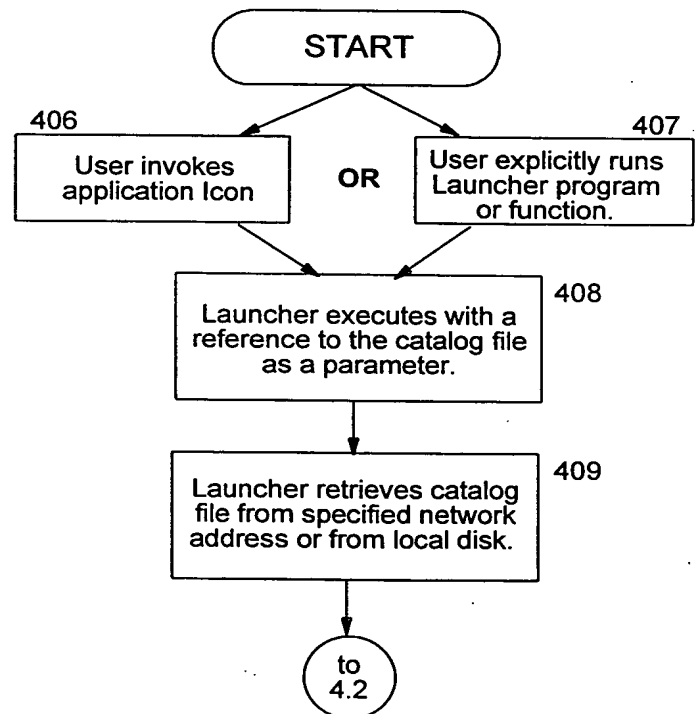 START
406
User invokes
application Icon
OR
407
User explicitly runs
Launcher program
or function.
408
Launcher executes with a
reference to the catalog file
as a parameter.
409
Launcher retrieves catalog
file from specified network
address or from local disk.
to
4.2